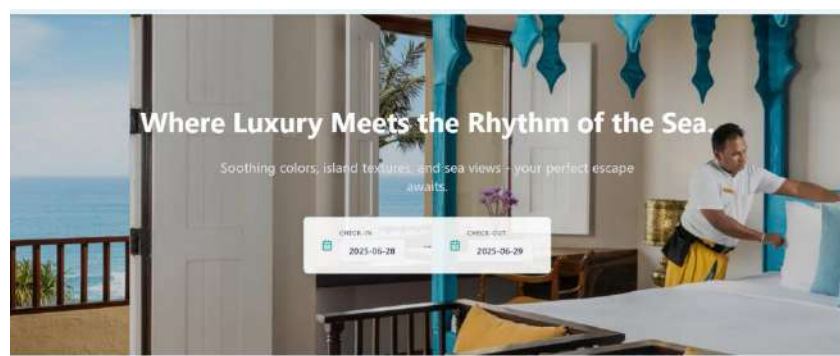 Where Luxury Meets the Rhythm of the Sea.
Soothing colors, island textures, and sea views - your perfect escape
awaits.
CHECK-IN
CHECK-OUT
2025-06-28
→
2025-06-29